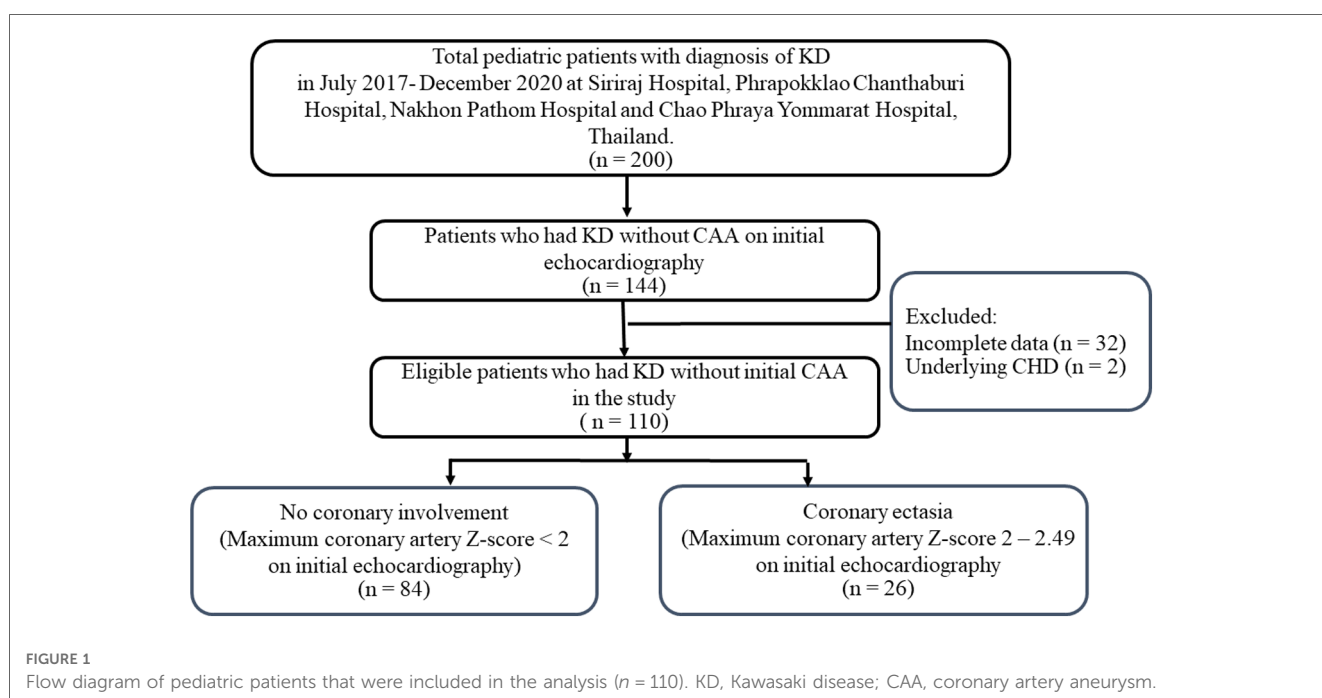 Total pediatric patients with diagnosis of KD
in July 2017- December 2020 at Siriraj Hospital, Phrapokklao Chanthaburi
Hospital, Nakhon Pathom Hospital and Chao Phraya Yommarat Hospital,
Thailand.
(n = 200)
Patients who had KD without CAA on initial
echocardiography
(n = 144)
Excluded:
Incomplete data (n = 32)
Underlying CHD (n = 2)
Eligible patients who had KD without initial CAA
in the study
( n = 110)
No coronary involvement
(Maximum coronary artery Z-score < 2
on initial echocardiography)
(n = 84)
Coronary ectasia
(Maximum coronary artery Z-score 2 – 2.49
on initial echocardiography
(n = 26)
FIGURE 1
Flow diagram of pediatric patients that were included in the analysis (n = 110). KD, Kawasaki disease; CAA, coronary artery aneurysm.